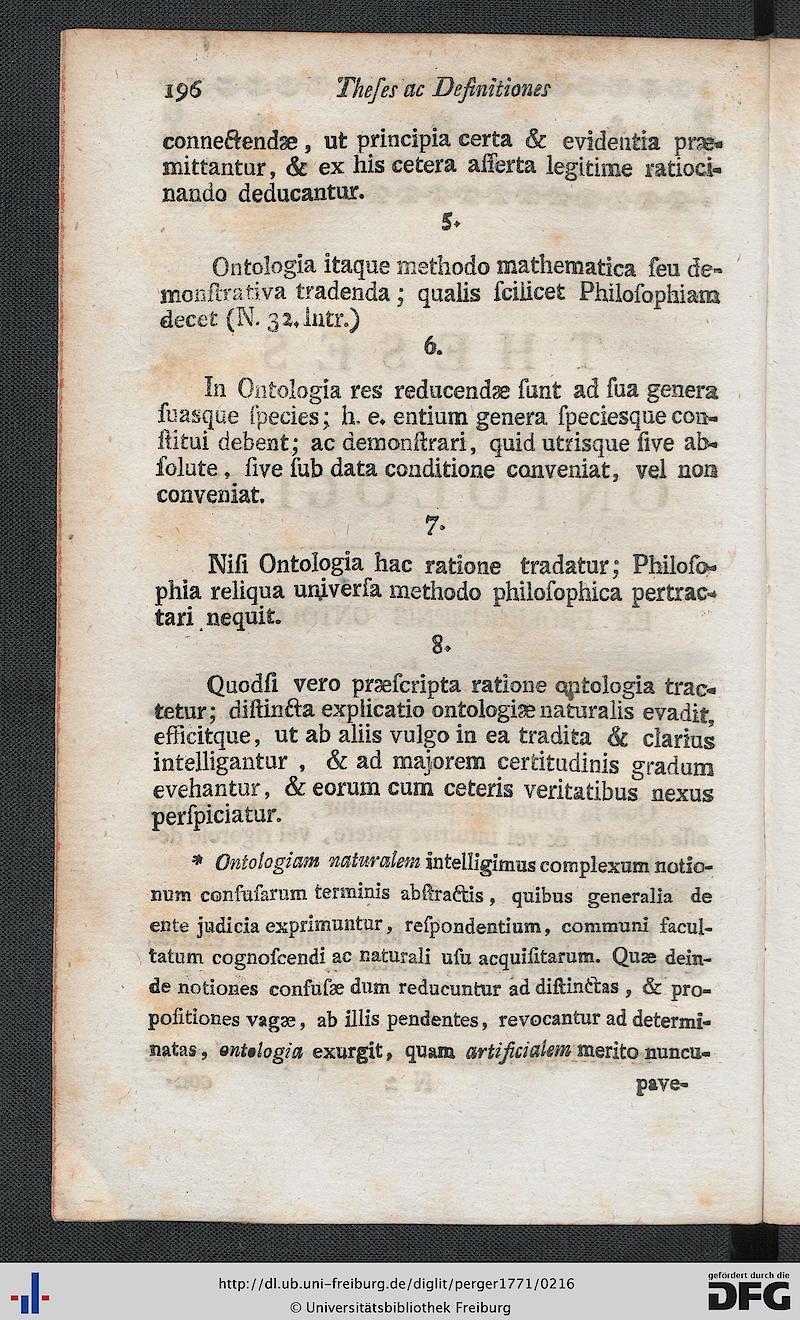 196 Theſes ac Definitiones
connectendæ, ut principia certa & evidentia præ-
mittantur, & ex his cetera aſſerta legitime ratioci-
nando deducantur.
5.
Ontologia itaque methodo mathematica ſeu de-
monſtrativa tradenda; qualis ſcilicet Philoſophiam
decet (N. 32. Intr.)
6.
In Ontologia res reducendæ ſunt ad ſua genera
ſuasque ſpecies; h. e. entium genera ſpeciesque con-
ſtitui debent; ac demonſtrari, quid utrisque ſive ab-
ſolute, ſive ſub data conditione conveniat, vel non
conveniat.
7.
Niſi Ontologia hac ratione tradatur; Philoſo-
phia reliqua univerſa methodo philoſophica pertrac-
tari nequit.
8.
Quodſi vero præſcripta ratione ontologia trac-
tetur; diſtincta explicatio ontologiæ naturalis evadit,
efficitque, ut ab aliis vulgo in ea tradita & clarius
intelligantur, & ad majorem certitudinis gradum
evehantur, & eorum cum ceteris veritatibus nexus
perſpiciatur.
* Ontologiam naturalem intelligimus complexum notio-
num confuſarum terminis abſtractis, quibus generalia de
ente judicia exprimuntur, reſpondentium, communi facul-
tatum cognoſcendi ac naturali uſu acquiſitarum. Quæ dein-
de notiones confuſæ dum reducuntur ad diſtinctas, & pro-
poſitiones vagæ, ab illis pendentes, revocantur ad determi-
natas, ontologia exurgit, quam artificialem merito nuncu-
pave-
http://dl.ub.uni-freiburg.de/diglit/perger1771/0216
© Universitätsbibliothek Freiburg
gefördert durch die
DFG